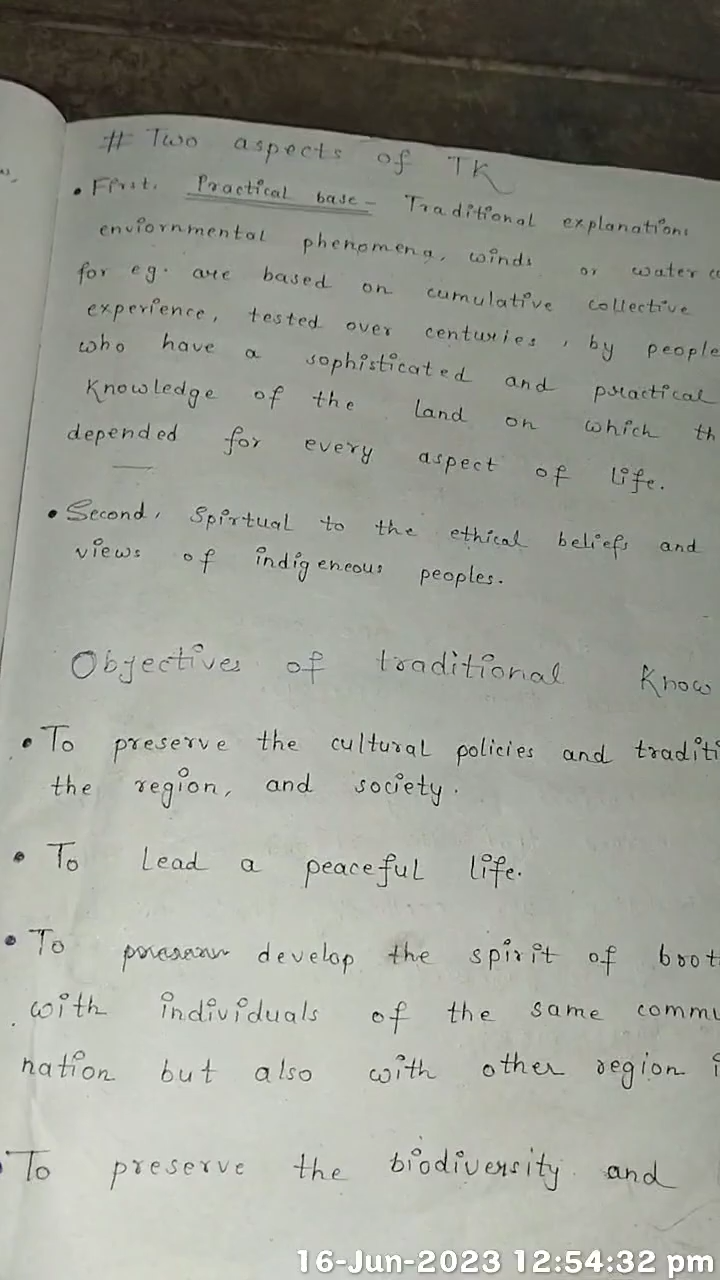 # Two aspects of TK
• First, Practical base - Traditional explanations
enviornmental phenomena, winds or water
for eg. are based on cumulative collective
experience, tested over centuries, by people
who have a sophisticated and practical
Knowledge of the land on which th
depended for every aspect of life.
• Second, Spirtual to the ethical beliefs and
views of indigeneous peoples.
Objectives of traditional Know
• To preserve the cultural policies and traditi
the region, and society.
• To Lead a peaceful life.
• To develop the spirit of broot
with individuals of the same commu
nation but also with other region i
To preserve the biodiversity and
16-Jun-2023 12:54:32 pm